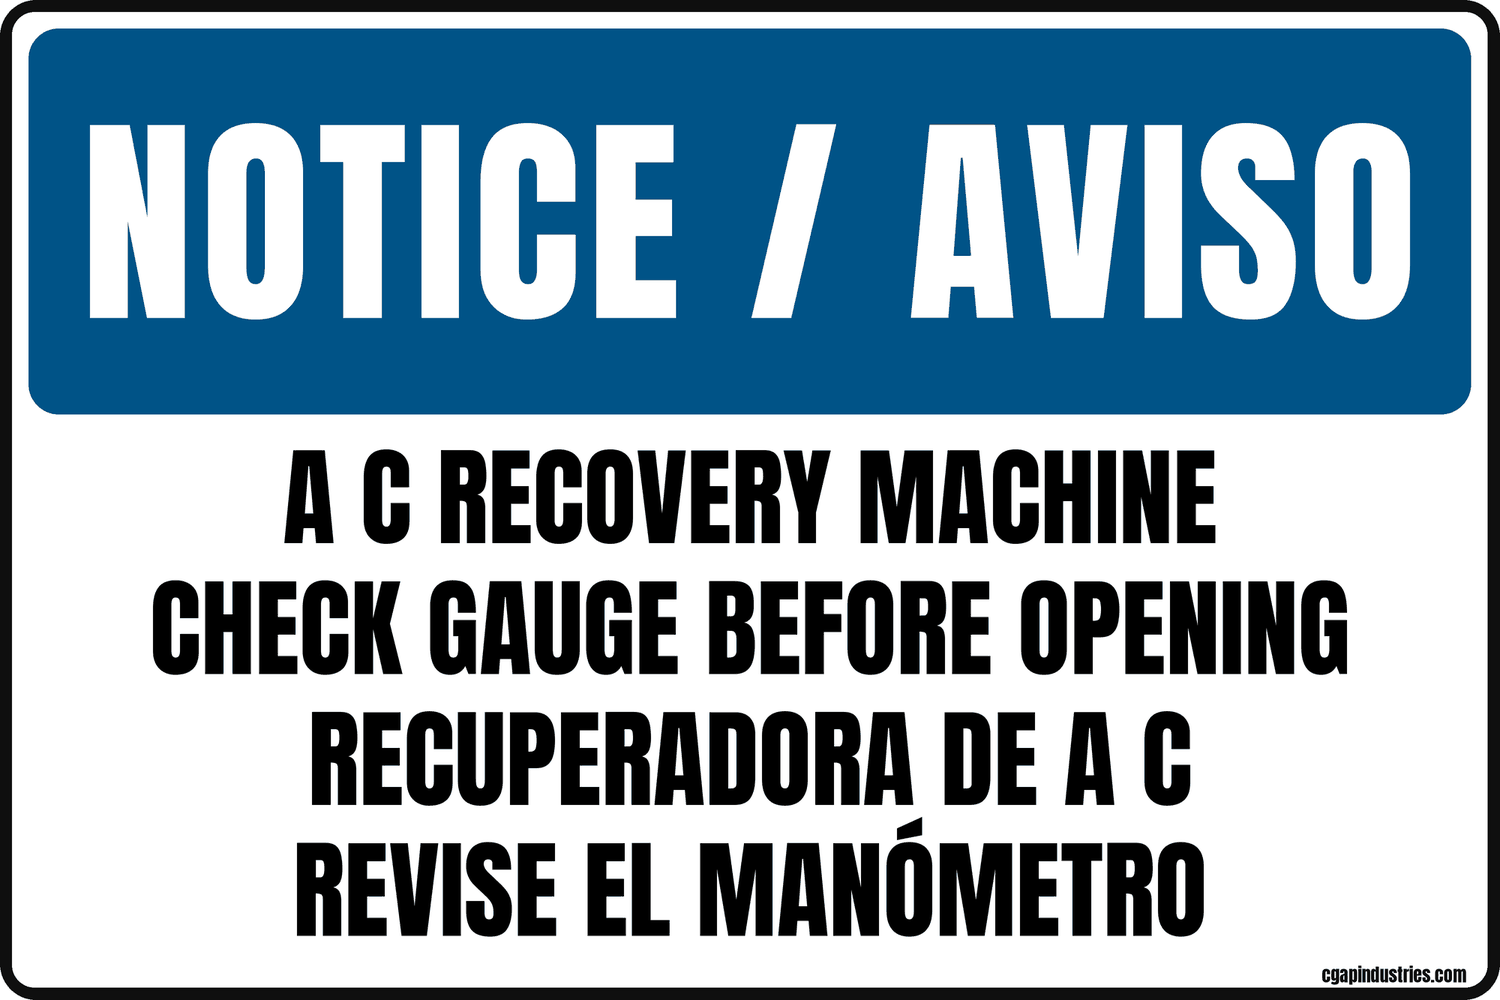 NOTICE / AVISO
A C RECOVERY MACHINE
CHECK GAUGE BEFORE OPENING
RECUPERADORA DE A C
REVISE EL MANÓMETRO
cgapindustries.com